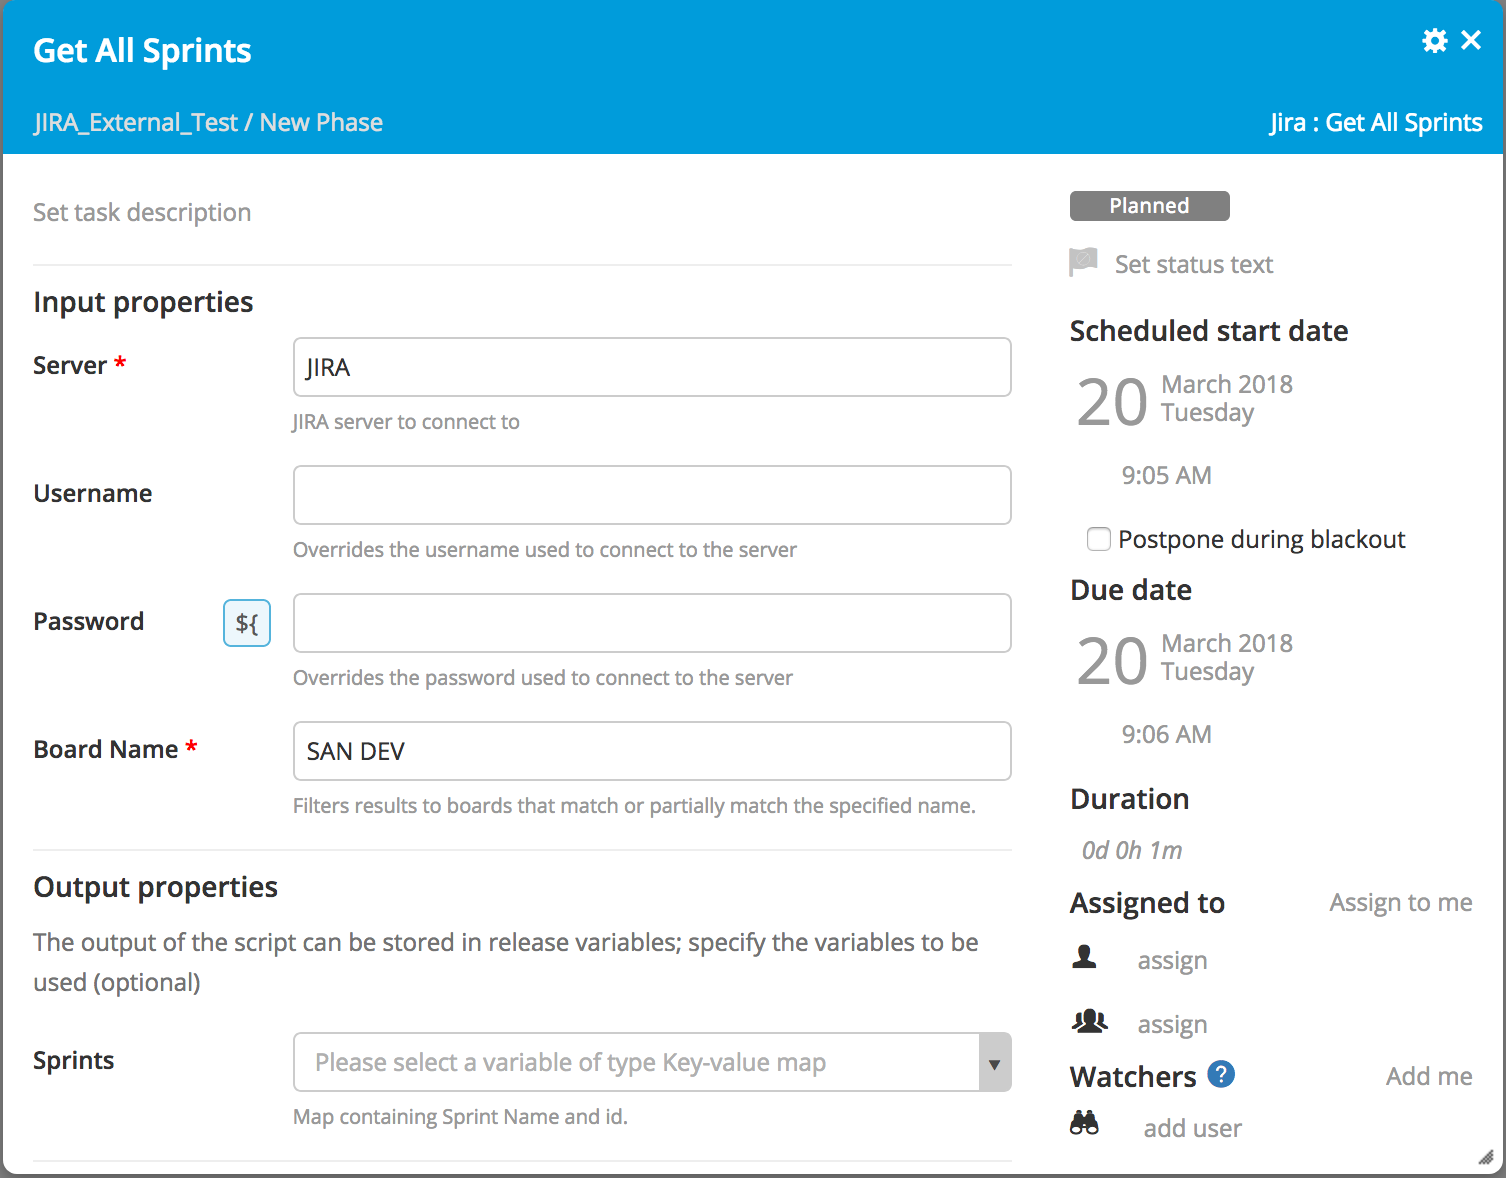 Get All Sprints
JIRA_External_Test / New Phase
Jira : Get All Sprints
Set task description
Input properties
Server *
JIRA
JIRA server to connect to
Username
Overrides the username used to connect to the server
Password
${
Overrides the password used to connect to the server
Board Name *
SAN DEV
Filters results to boards that match or partially match the specified name.
Output properties
The output of the script can be stored in release variables; specify the variables to be
used (optional)
Sprints
Please select a variable of type Key-value map
Map containing Sprint Name and id.
Planned
Set status text
Scheduled start date
20
March 2018
Tuesday
9:05 AM
Postpone during blackout
Due date
20
March 2018
Tuesday
9:06 AM
Duration
0d 0h 1m
Assigned to
Assign to me
assign
assign
Watchers ?
Add me
add user